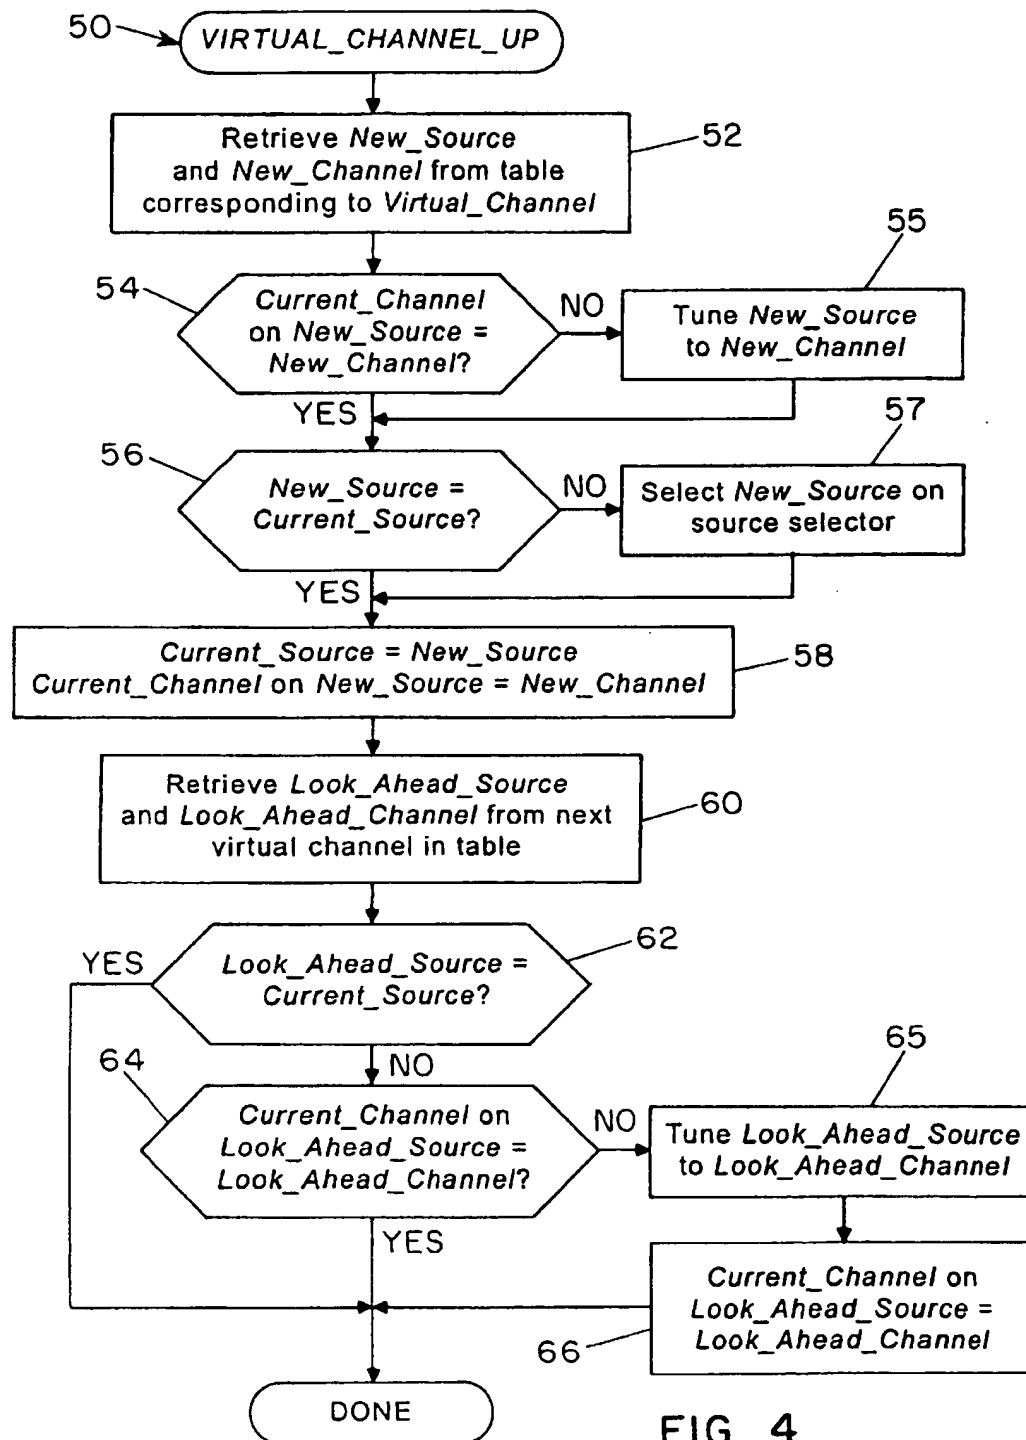 50
VIRTUAL_CHANNEL_UP
Retrieve New_Source
and New_Channel from table
corresponding to Virtual_Channel
52
54
Current_Channel
on New_Source =
New_Channel?
NO
55
Tune New_Source
to New_Channel
YES
56
New_Source =
Current_Source?
NO
57
Select New_Source on
source selector
YES
Current_Source = New_Source
Current_Channel on New_Source = New_Channel
58
Retrieve Look_Ahead_Source
and Look_Ahead_Channel from next
virtual channel in table
60
62
YES
Look_Ahead_Source =
Current_Source?
NO
64
Current_Channel on
Look_Ahead_Source =
Look_Ahead_Channel?
NO
65
Tune Look_Ahead_Source
to Look_Ahead_Channel
YES
Current_Channel on
Look_Ahead_Source =
Look_Ahead_Channel
66
DONE
FIG. 4